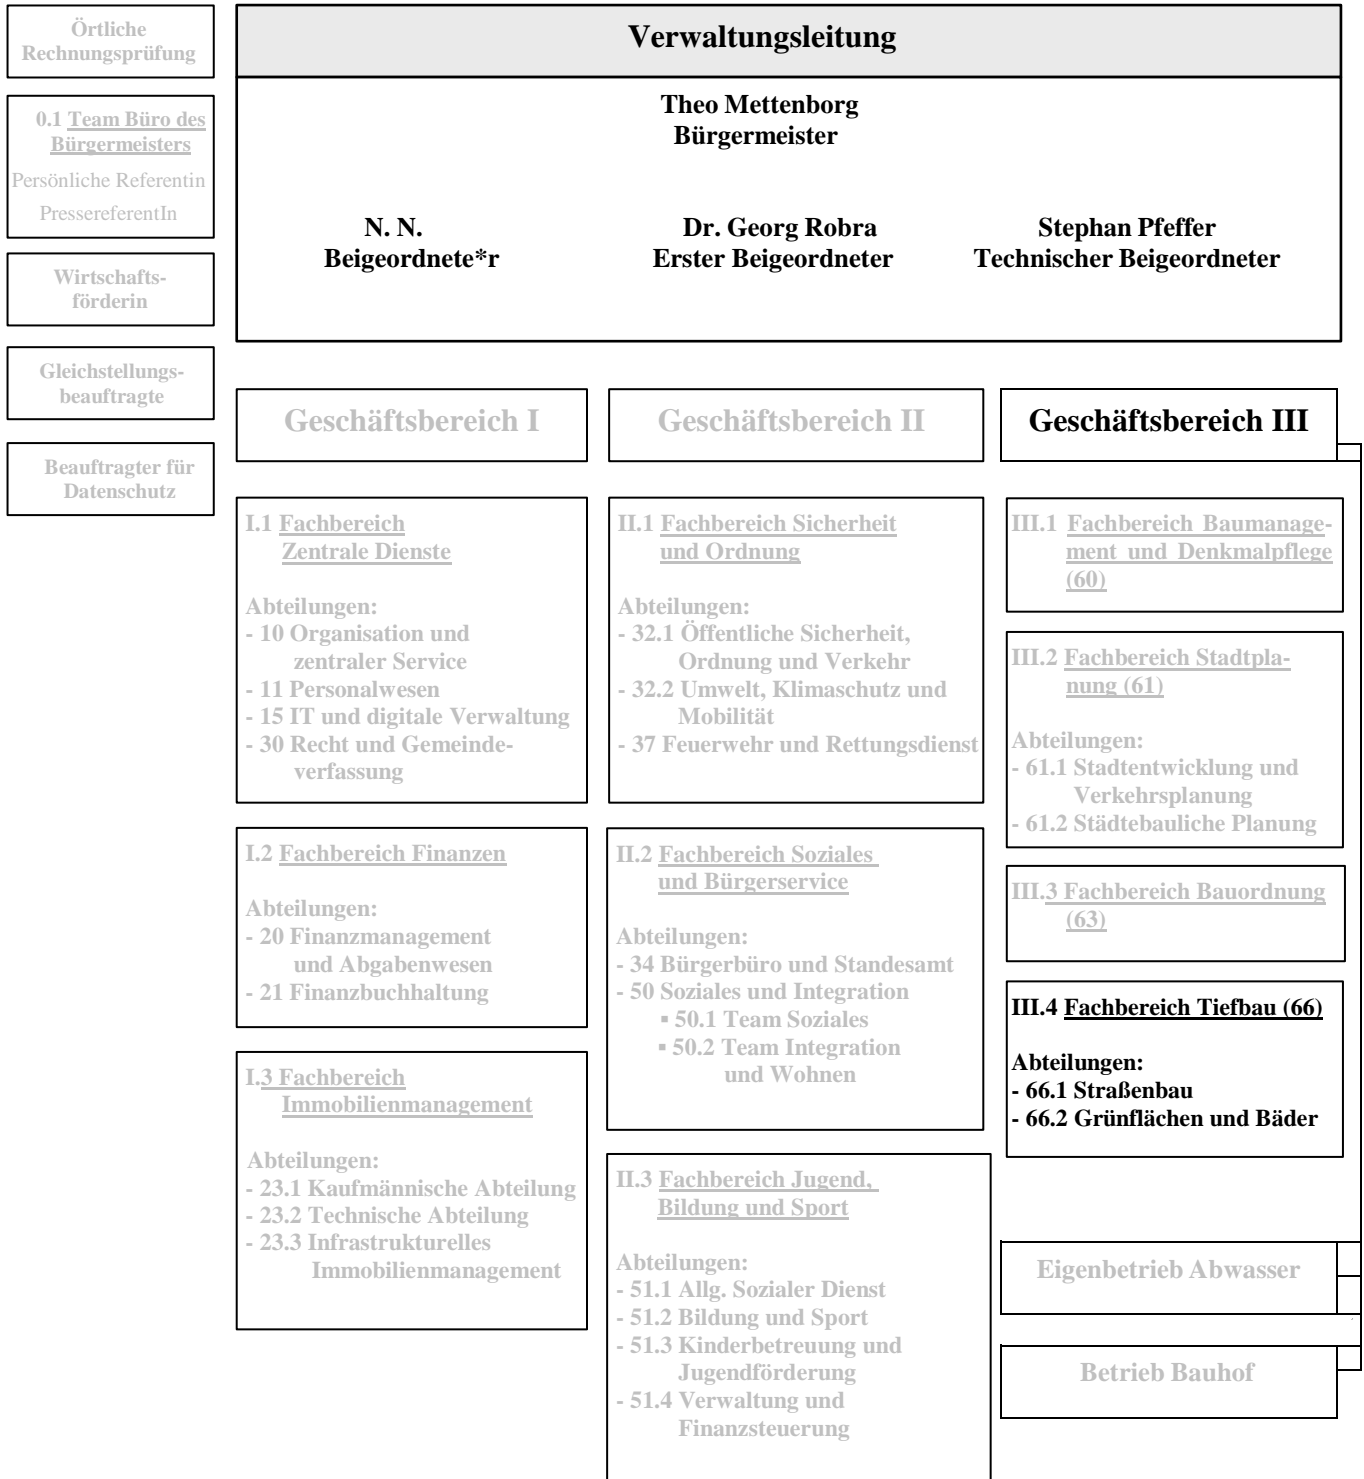 Örtliche
Rechnungsprüfung
0.1 Team Büro des
Bürgermeisters
Persönliche Referentin
PressereferentIn
Wirtschafts-
förderin
Gleichstellungs-
beauftragte
Beauftragter für
Datenschutz
Verwaltungsleitung
Theo Mettenborg
Bürgermeister
N. N.
Beigeordnete*r
Dr. Georg Robra
Erster Beigeordneter
Stephan Pfeffer
Technischer Beigeordneter
Geschäftsbereich I
I.1 Fachbereich
Zentrale Dienste
Abteilungen:
- 10 Organisation und
zentraler Service
- 11 Personalwesen
- 15 IT und digitale Verwaltung
- 30 Recht und Gemeinde-
verfassung
I.2 Fachbereich Finanzen
Abteilungen:
- 20 Finanzmanagement
und Abgabenwesen
- 21 Finanzbuchhaltung
I.3 Fachbereich
Immobilienmanagement
Abteilungen:
- 23.1 Kaufmännische Abteilung
- 23.2 Technische Abteilung
- 23.3 Infrastrukturelles
Immobilienmanagement
Geschäftsbereich II
II.1 Fachbereich Sicherheit
und Ordnung
Abteilungen:
- 32.1 Öffentliche Sicherheit,
Ordnung und Verkehr
- 32.2 Umwelt, Klimaschutz und
Mobilität
- 37 Feuerwehr und Rettungsdienst
II.2 Fachbereich Soziales
und Bürgerservice
Abteilungen:
- 34 Bürgerbüro und Standesamt
- 50 Soziales und Integration
▪ 50.1 Team Soziales
▪ 50.2 Team Integration
und Wohnen
II.3 Fachbereich Jugend,
Bildung und Sport
Abteilungen:
- 51.1 Allg. Sozialer Dienst
- 51.2 Bildung und Sport
- 51.3 Kinderbetreuung und
Jugendförderung
- 51.4 Verwaltung und
Finanzsteuerung
Geschäftsbereich III
III.1 Fachbereich Baumanage-
ment und Denkmalpflege
(60)
III.2 Fachbereich Stadtpla-
nung (61)
Abteilungen:
- 61.1 Stadtentwicklung und
Verkehrsplanung
- 61.2 Städtebauliche Planung
III.3 Fachbereich Bauordnung
(63)
III.4 Fachbereich Tiefbau (66)
Abteilungen:
- 66.1 Straßenbau
- 66.2 Grünflächen und Bäder
Eigenbetrieb Abwasser
Betrieb Bauhof